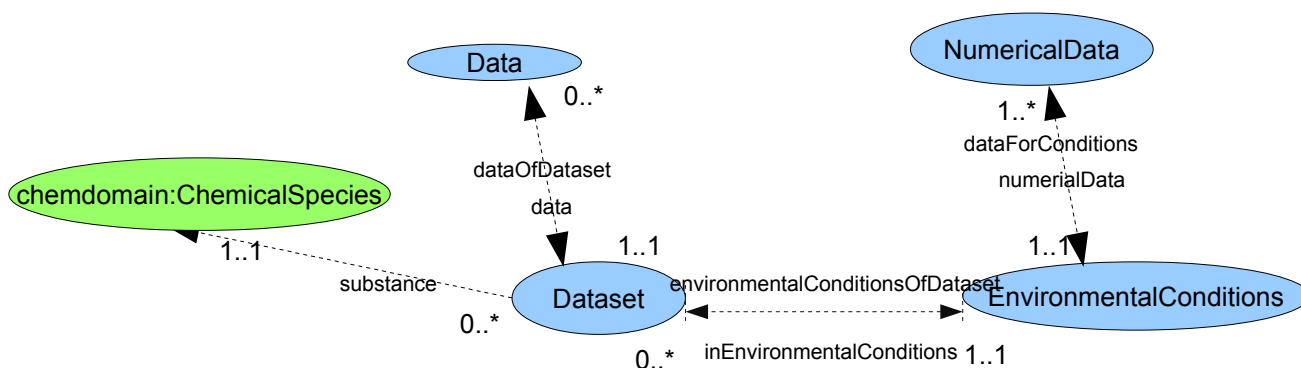 NumericalData
Data
0..*
1..*
dataForConditions
dataOfDataset
numerialData
chemdomain:ChemicalSpecies
data
1..1
1..1
1..1
substance
environmentalConditionsOfDataset
Dataset
EnvironmentalConditions
0..*
0..*
inEnvironmentalConditions
1..1